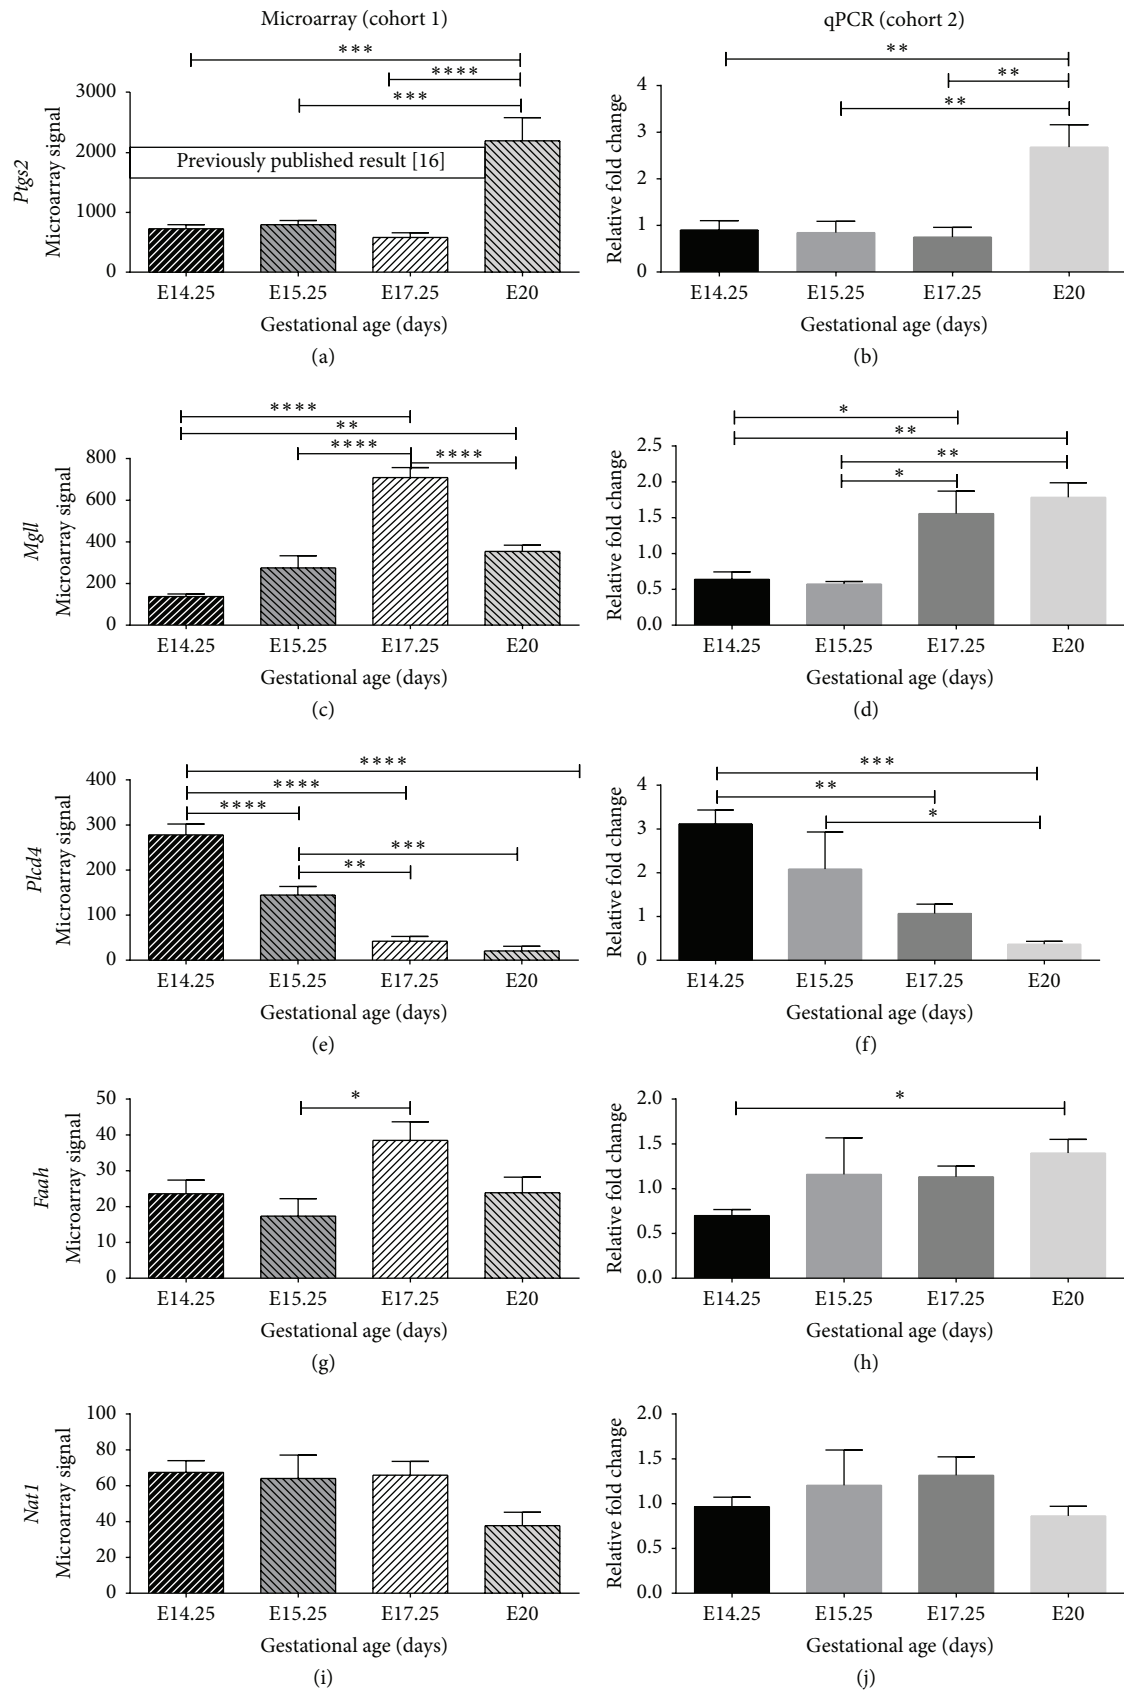 Microarray (cohort 1)
qPCR (cohort 2)
Ptgs2
Microarray signal
3000
2000
1000
0
***
****
***
Previously published result [16]
E14.25 E15.25 E17.25 E20
Gestational age (days)
(a)
Relative fold change
4
3
2
1
0
**
**
**
E14.25 E15.25 E17.25 E20
Gestational age (days)
(b)
Mgll
Microarray signal
800
600
400
200
0
****
**
****
****
E14.25 E15.25 E17.25 E20
Gestational age (days)
(c)
Relative fold change
2.5
2.0
1.5
1.0
0.5
0.0
*
**
**
*
E14.25 E15.25 E17.25 E20
Gestational age (days)
(d)
Plcd4
Microarray signal
400
300
200
100
0
****
****
****
***
**
E14.25 E15.25 E17.25 E20
Gestational age (days)
(e)
Relative fold change
4
3
2
1
0
***
**
*
E14.25 E15.25 E17.25 E20
Gestational age (days)
(f)
Faah
Microarray signal
50
40
30
20
10
0
*
E14.25 E15.25 E17.25 E20
Gestational age (days)
(g)
Relative fold change
2.0
1.5
1.0
0.5
0.0
*
E14.25 E15.25 E17.25 E20
Gestational age (days)
(h)
Nat1
Microarray signal
100
80
60
40
20
0
E14.25 E15.25 E17.25 E20
Gestational age (days)
(i)
Relative fold change
2.0
1.5
1.0
0.5
0.0
E14.25 E15.25 E17.25 E20
Gestational age (days)
(j)